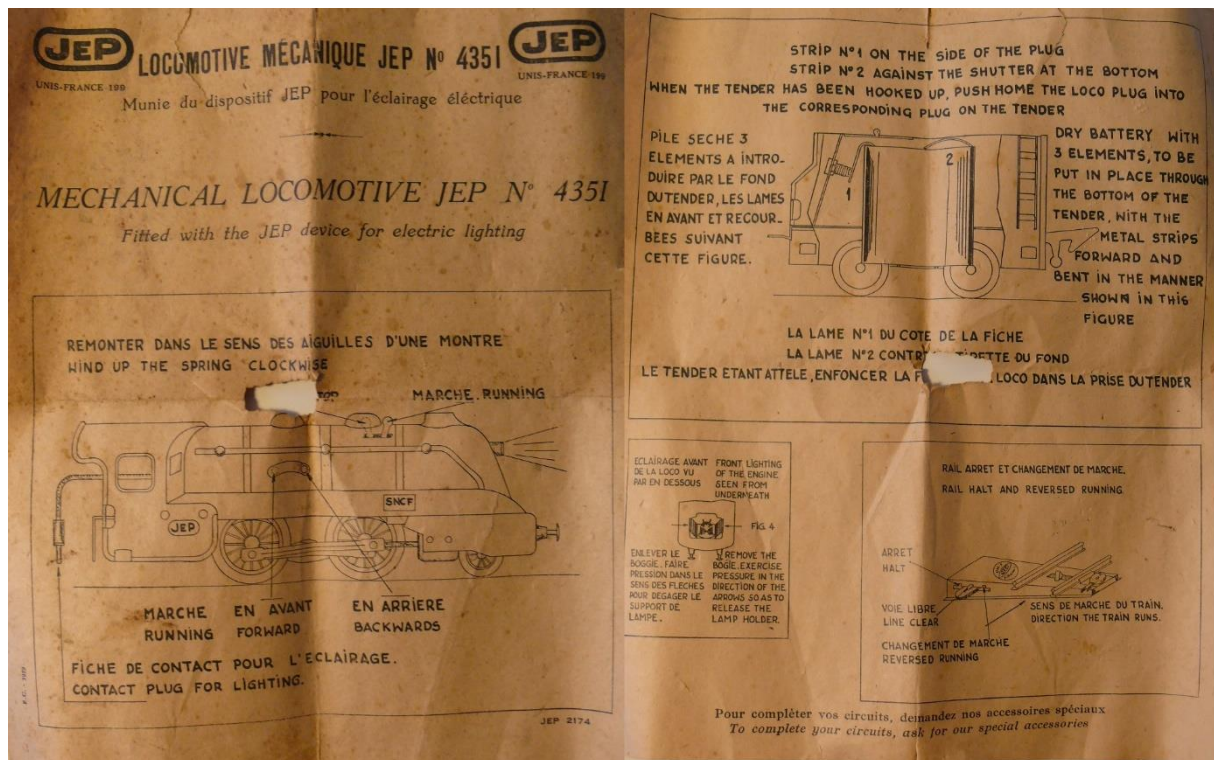 JEP
UNIS-FRANCE 199
LOCOMOTIVE MÉCANIQUE JEP No 435I
JEP
UNIS-FRANCE 199
Munie du dispositif JEP pour l'éclairage éléctrique
MECHANICAL LOCOMOTIVE JEP No 435I
Fitted with the JEP device for electric lighting
REMONTER DANS LE SENS DES AIGUILLES D'UNE MONTRE
WIND UP THE SPRING CLOCKWISE
MARCHE. RUNNING
SNCF
JEP
MARCHE EN AVANT
RUNNING FORWARD
EN ARRIERE
BACKWARDS
FICHE DE CONTACT POUR L'ECLAIRAGE.
CONTACT PLUG FOR LIGHTING.
JEP 2174
STRIP N°1 ON THE SIDE OF THE PLUG
STRIP N°2 AGAINST THE SHUTTER AT THE BOTTOM
WHEN THE TENDER HAS BEEN HOOKED UP, PUSH HOME THE LOCO PLUG INTO
THE CORRESPONDING PLUG ON THE TENDER
PILE SECHE 3
ELEMENTS A INTRO-
DUIRE PAR LE FOND
DU TENDER, LES LAMES
EN AVANT ET RECOUR-
BEES SUIVANT
CETTE FIGURE.
1
2
DRY BATTERY WITH
3 ELEMENTS, TO BE
PUT IN PLACE THROUGH
THE BOTTOM OF THE
TENDER, WITH THE
METAL STRIPS
FORWARD AND
BENT IN THE MANNER
SHOWN IN THIS
FIGURE
LA LAME N°1 DU COTE DE LA FICHE
LA LAME N°2 DU FOND
LE TENDER ETANT ATTELE, ENFONCER LA LOCO DANS LA PRISE DU TENDER
ECLAIRAGE AVANT
DE LA LOCO VU
PAR EN DESSOUS
FRONT LIGHTING
OF THE ENGINE
SEEN FROM
UNDERNEATH
FIG. 4
ENLEVER LE
BOGGIE. FAIRE
PRESSION DANS LE
SENS DES FLECHES
POUR DEGAGER LE
SUPPORT DE
LAMPE.
REMOVE THE
BOGIE. EXERCISE
PRESSURE IN THE
DIRECTION OF THE
ARROWS SO AS TO
RELEASE THE
LAMP HOLDER.
RAIL ARRET ET CHANGEMENT DE MARCHE.
RAIL HALT AND REVERSED RUNNING
ARRET
HALT
VOIE LIBRE
LINE CLEAR
SENS DE MARCHE DU TRAIN.
DIRECTION THE TRAIN RUNS.
CHANGEMENT DE MARCHE
REVERSED RUNNING
Pour complèter vos circuits, demandez nos accessoires spéciaux
To complete your circuits, ask for our special accessories